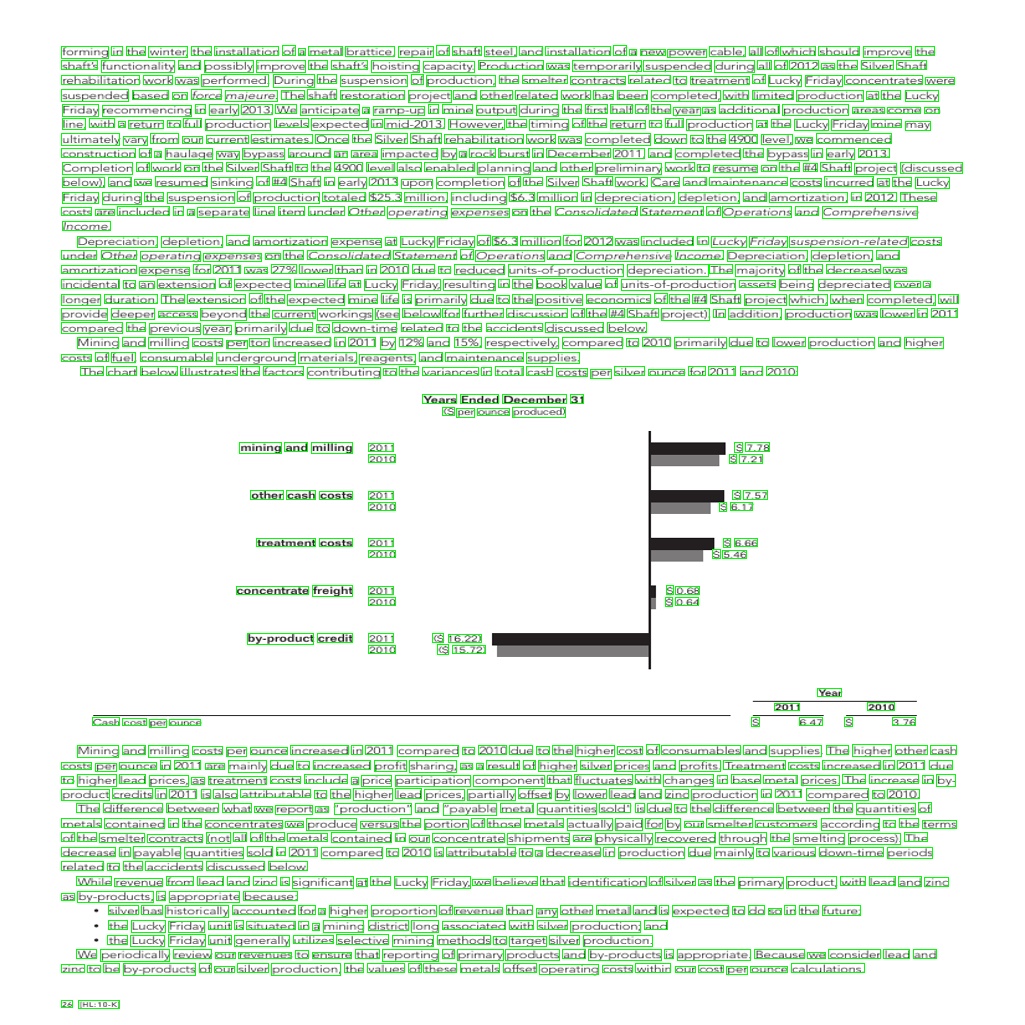 forming in the winter, the installation of a metal brattice, repair of shaft steel, and installation of a new power cable, all of which should improve the
shaft's functionality and possibly improve the shaft's hoisting capacity. Production was temporarily suspended during all of 2012 as the Silver Shaft
rehabilitation work was performed. During the suspension of production, the smelter contracts related to treatment of Lucky Friday concentrates were
suspended based on force majeure. The shaft restoration project and other related work has been completed, with limited production at the Lucky
Friday recommencing in early 2013. We anticipate a ramp-up in mine output during the first half of the year as additional production areas come on
line, with a return to full production levels expected in mid-2013. However, the timing of the return to full production at the Lucky Friday mine may
ultimately vary from our current estimates. Once the Silver Shaft rehabilitation work was completed down to the 4900 level, we commenced
construction of a haulage way bypass around an area impacted by a rock burst in December 2011 and completed the bypass in early 2013.
Completion of work on the Silver Shaft to the 4900 level also enabled planning and other preliminary work to resume on the #4 Shaft project (discussed
below), and we resumed sinking of #4 Shaft in early 2013 upon completion of the Silver Shaft work. Care and maintenance costs incurred at the Lucky
Friday during the suspension of production totaled $25.3 million, including $6.3 million in depreciation, depletion, and amortization, in 2012. These
costs are included in a separate line item under Other operating expenses on the Consolidated Statement of Operations and Comprehensive
Income.
Depreciation, depletion, and amortization expense at Lucky Friday of $6.3 million for 2012 was included in Lucky Friday suspension-related costs
under Other operating expenses on the Consolidated Statement of Operations and Comprehensive Income. Depreciation, depletion, and
amortization expense for 2011 was 27% lower than in 2010 due to reduced units-of-production depreciation. The majority of the decrease was
incidental to an extension of expected mine life at Lucky Friday, resulting in the book value of units-of-production assets being depreciated over a
longer duration. The extension of the expected mine life is primarily due to the positive economics of the #4 Shaft project which, when completed, will
provide deeper access beyond the current workings (see below for further discussion of the #4 Shaft project). In addition, production was lower in 2011
compared the previous year, primarily due to down-time related to the accidents discussed below.
Mining and milling costs per ton increased in 2011 by 12% and 15%, respectively, compared to 2010 primarily due to lower production and higher
costs of fuel, consumable underground materials, reagents, and maintenance supplies.
The chart below illustrates the factors contributing to the variances in total cash costs per silver ounce for 2011 and 2010.
Years Ended December 31
($ per ounce produced)
mining and milling 2011 $ 7.78
2010 $ 7.21
other cash costs 2011 $ 7.57
2010 $ 6.17
treatment costs 2011 $ 6.66
2010 $ 5.46
concentrate freight 2011 $ 0.68
2010 $ 0.64
by-product credit 2011 ($ 16.22)
2010 ($ 15.72)
Year
2011 2010
Cash cost per ounce $ 6.47 $ 3.76
Mining and milling costs per ounce increased in 2011 compared to 2010 due to the higher cost of consumables and supplies. The higher other cash
costs per ounce in 2011 are mainly due to increased profit sharing, as a result of higher silver prices and profits. Treatment costs increased in 2011 due
to higher lead prices, as treatment costs include a price participation component that fluctuates with changes in base metal prices. The increase in by-
product credits in 2011 is also attributable to the higher lead prices, partially offset by lower lead and zinc production in 2011 compared to 2010.
The difference between what we report as "production" and "payable metal quantities sold" is due to the difference between the quantities of
metals contained in the concentrates we produce versus the portion of those metals actually paid for by our smelter customers according to the terms
of the smelter contracts (not all of the metals contained in our concentrate shipments are physically recovered through the smelting process). The
decrease in payable quantities sold in 2011 compared to 2010 is attributable to a decrease in production due mainly to various down-time periods
related to the accidents discussed below.
While revenue from lead and zinc is significant at the Lucky Friday, we believe that identification of silver as the primary product, with lead and zinc
as by-products, is appropriate because:
• silver has historically accounted for a higher proportion of revenue than any other metal and is expected to do so in the future;
• the Lucky Friday unit is situated in a mining district long associated with silver production; and
• the Lucky Friday unit generally utilizes selective mining methods to target silver production.
We periodically review our revenues to ensure that reporting of primary products and by-products is appropriate. Because we consider lead and
zinc to be by-products of our silver production, the values of these metals offset operating costs within our cost per ounce calculations.
26 [HL: 10-K]